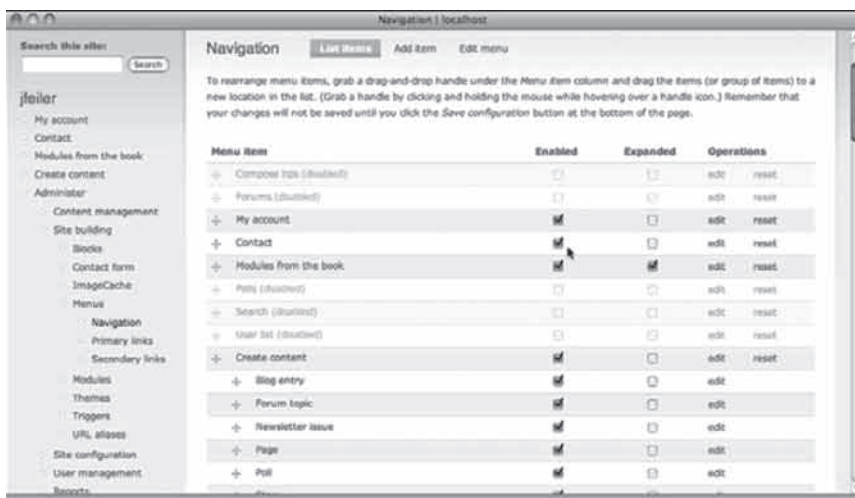 Navigation | localhost
Search this site:
Search
jfeiler
My account
Contact
Modules from the book
Create content
Administer
Content management
Site building
Blocks
Contact form
ImageCache
Menus
Navigation
Primary links
Secondary links
Modules
Themes
Triggers
URL aliases
Site configuration
User management
Reports
Navigation List items Add item Edit menu
To rearrange menu items, grab a drag-and-drop handle under the Menu item column and drag the items (or group of items) to a
new location in the list. (Grab a handle by clicking and holding the mouse while hovering over a handle icon.) Remember that
your changes will not be saved until you click the Save configuration button at the bottom of the page.
Menu item Enabled Expanded Operations
Compose tips (disabled) edit reset
Forums (disabled) edit reset
My account edit reset
Contact edit reset
Modules from the book edit reset
Polls (disabled) edit reset
Search (disabled) edit reset
User list (disabled) edit reset
Create content edit reset
Blog entry edit
Forum topic edit
Newsletter issue edit
Page edit
Poll edit